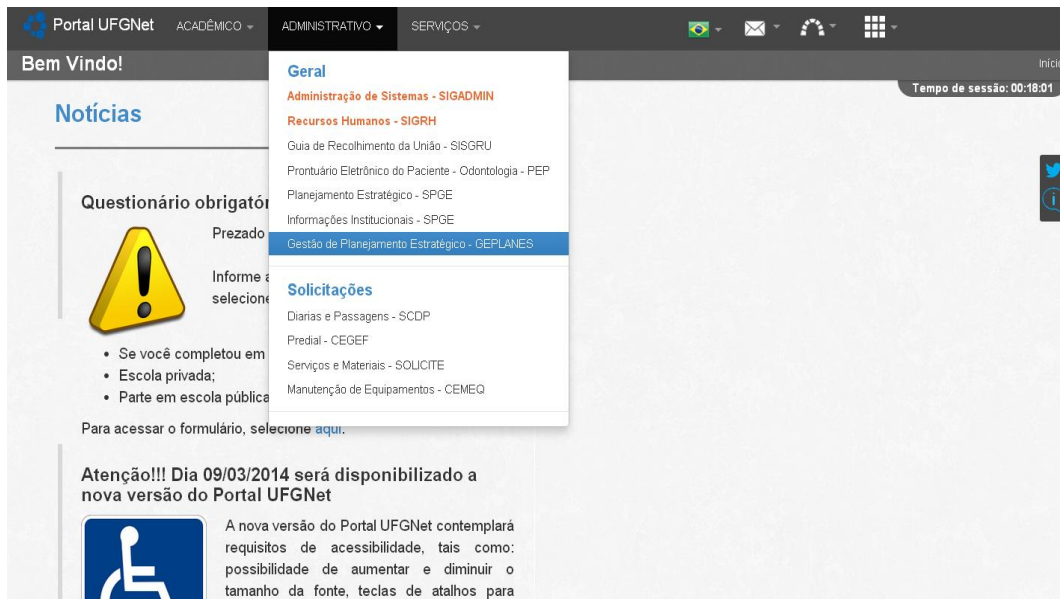 Portal UFGNet ACADÊMICO ADMINISTRATIVO SERVIÇOS
Bem Vindo!
Iníci
Tempo de sessão: 00:18:01
Geral
Administração de Sistemas - SIGADMIN
Recursos Humanos - SIGRH
Guia de Recolhimento da União - SISGRU
Prontuário Eletrônico do Paciente - Odontologia - PEP
Planejamento Estratégico - SPGE
Informações Institucionais - SPGE
Gestão de Planejamento Estratégico - GEPLANES
Solicitações
Diarias e Passagens - SCDP
Predial - CEGEF
Serviços e Materiais - SOLICITE
Manutenção de Equipamentos - CEMEQ
Notícias
Questionário obrigatór
Prezado
Informe a
selecione
Se você completou em
Escola privada;
Parte em escola pública
Para acessar o formulário, selecione aqui.
Atenção!!! Dia 09/03/2014 será disponibilizado a
nova versão do Portal UFGNet
A nova versão do Portal UFGNet contemplará
requisitos de acessibilidade, tais como:
possibilidade de aumentar e diminuir o
tamanho da fonte, teclas de atalhos para